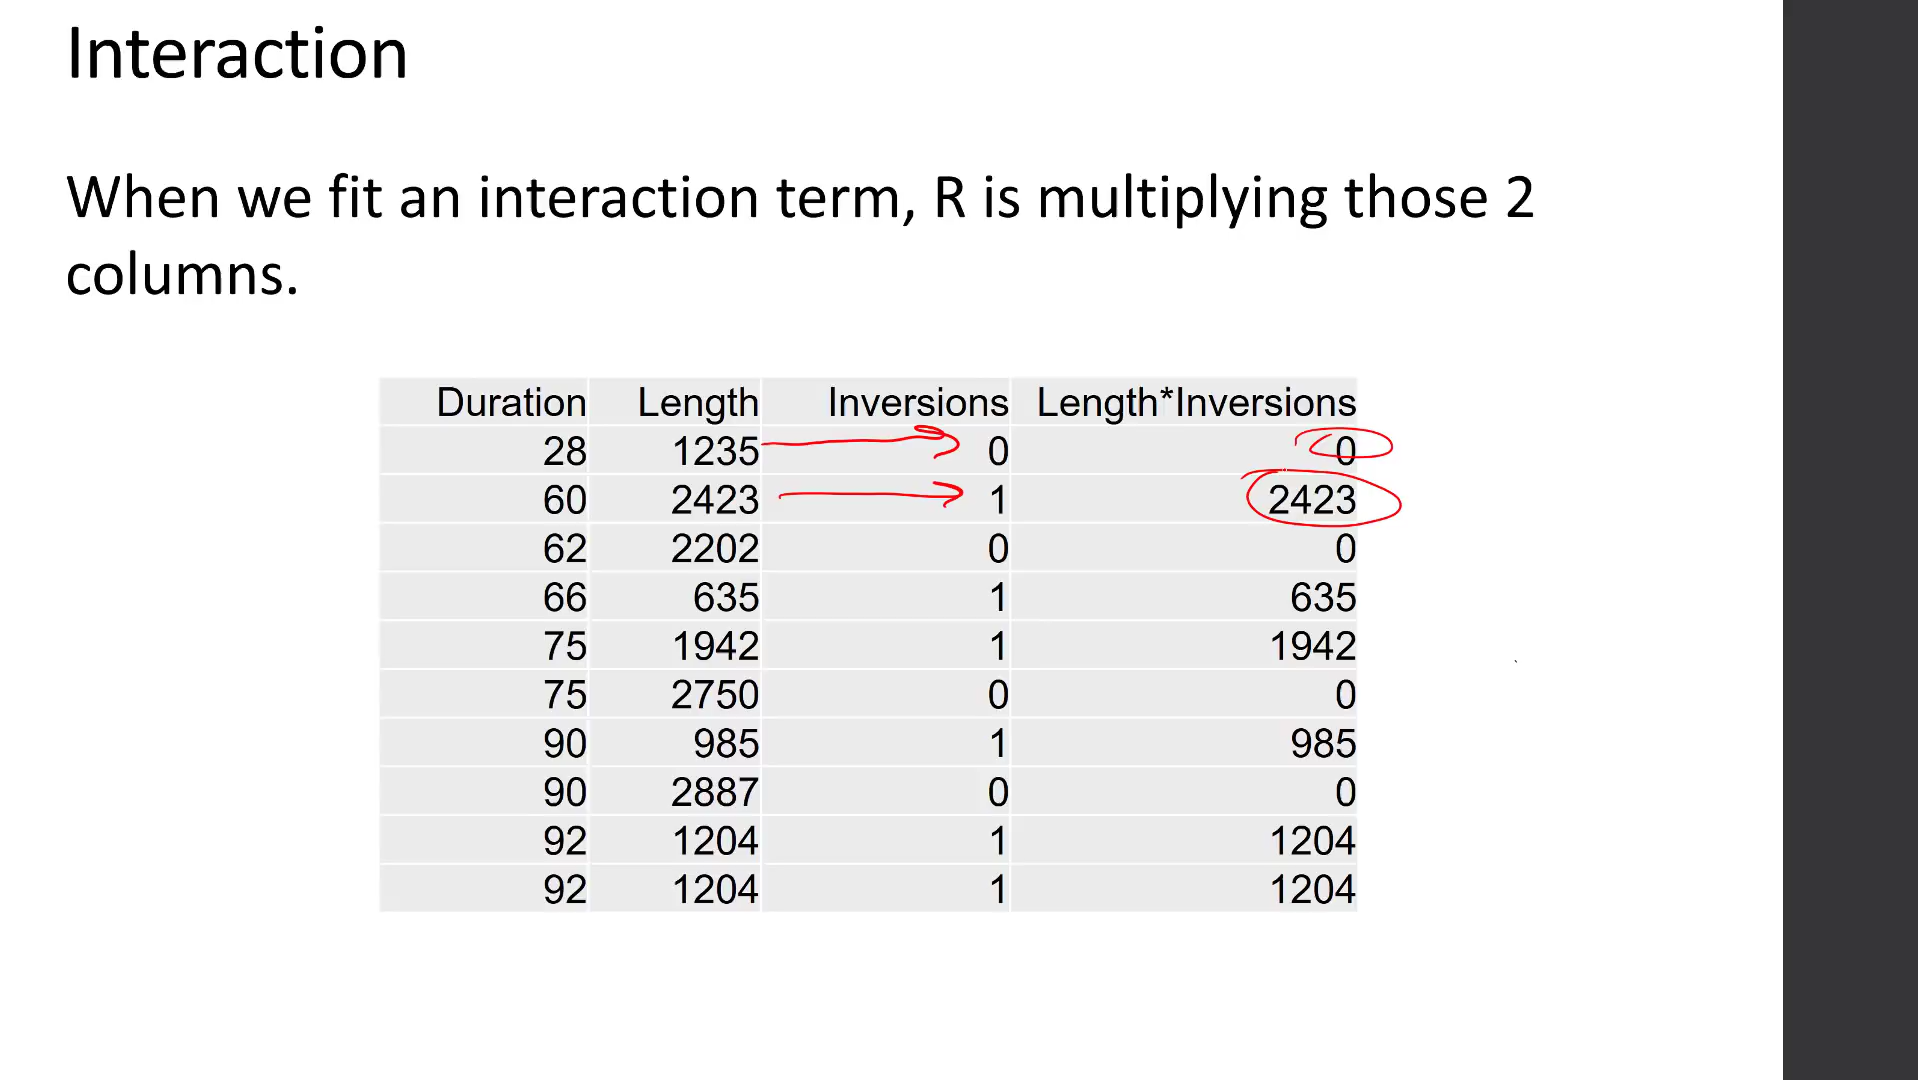 Interaction
When we fit an interaction term, R is multiplying those 2
columns.
Duration Length Inversions Length*Inversions
28 1235 0 0
60 2423 1 2423
62 2202 0 0
66 635 1 635
75 1942 1 1942
75 2750 0 0
90 985 1 985
90 2887 0 0
92 1204 1 1204
92 1204 1 1204